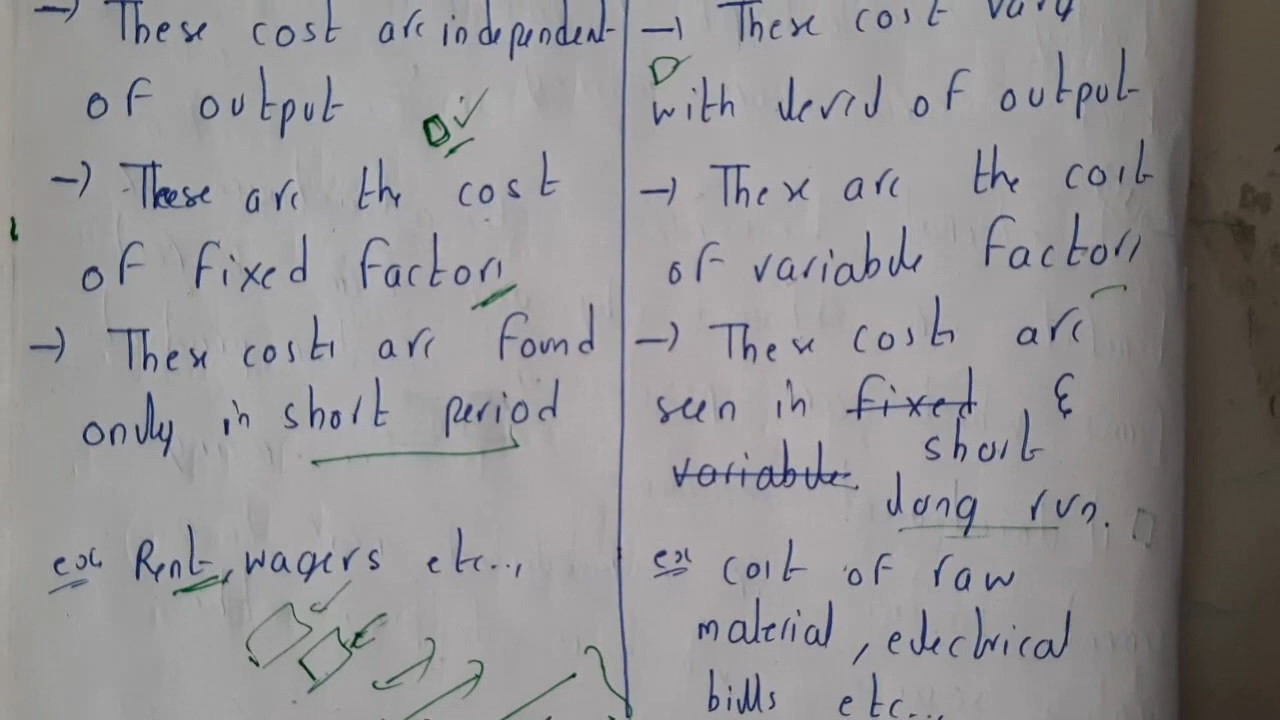 → These cost are independent
of output
→ These are the cost
of fixed factors
→ These costs are found
only in short period
ex Rent, wagers etc..,
→ These cost vary
with level of output
→ These are the cost
of variable factors
→ These costs are
seen in fixed &
variable short
long run.
ex cost of raw
material, electrical
bills etc...